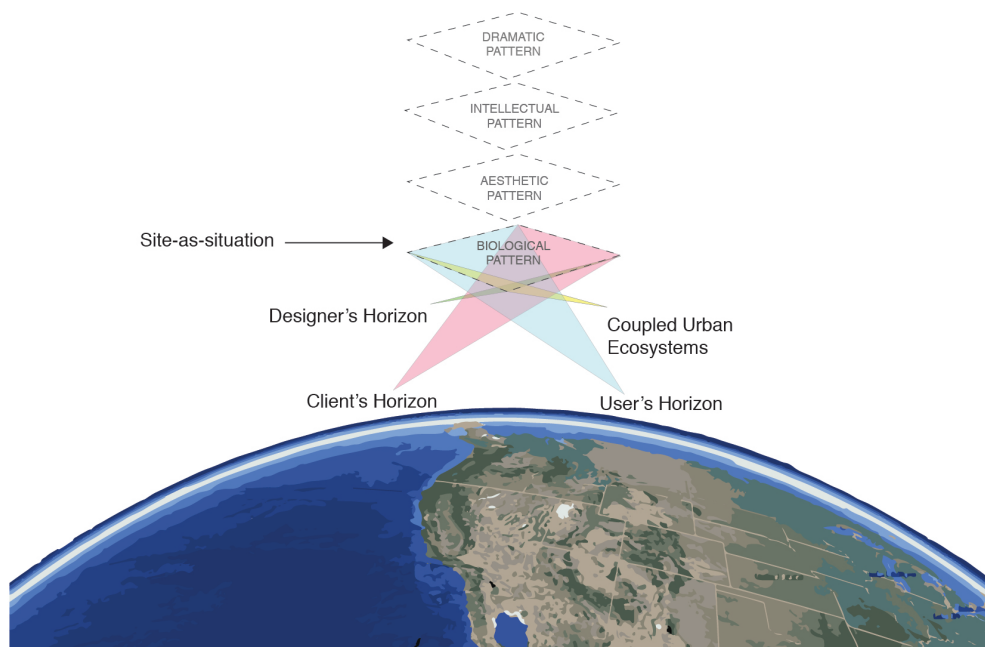 DRAMATIC
PATTERN
INTELLECTUAL
PATTERN
AESTHETIC
PATTERN
Site-as-situation
BIOLOGICAL
PATTERN
Designer's Horizon
Coupled Urban
Ecosystems
Client's Horizon
User's Horizon